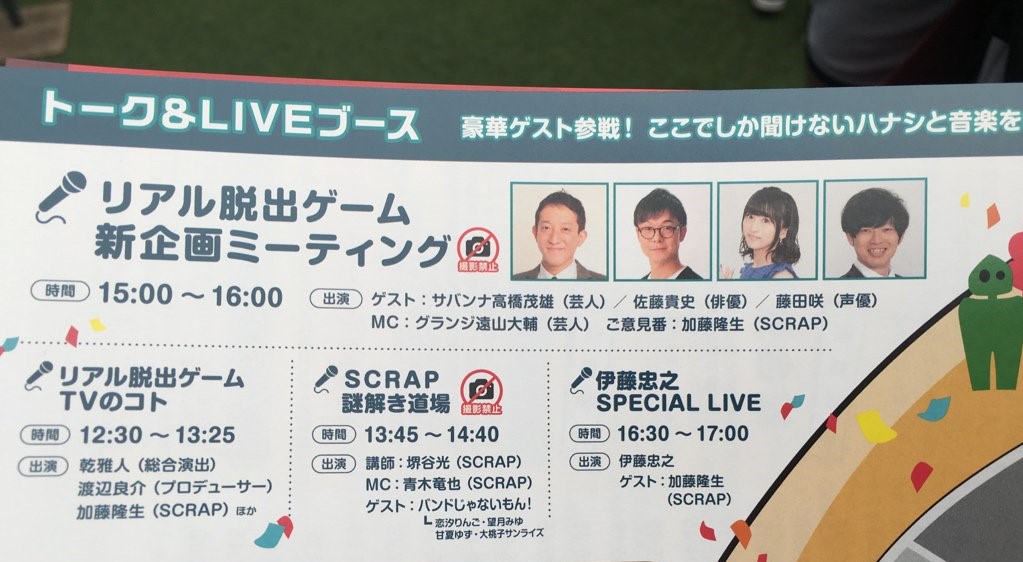 トーク&LIVEブース
豪華ゲスト参戦! ここでしか聞けないハナシと音楽を
リアル脱出ゲーム
新企画ミーティング
撮影禁止
時間 15:00 〜 16:00
出演 ゲスト:サバンナ高橋茂雄(芸人)/ 佐藤貴史(俳優)/ 藤田咲(声優)
MC:グランジ遠山大輔(芸人) ご意見番:加藤隆生(SCRAP)
リアル脱出ゲーム
TVのコト
時間 12:30 〜 13:25
出演 乾雅人(総合演出)
渡辺良介(プロデューサー)
加藤隆生(SCRAP)ほか
SCRAP
謎解き道場
撮影禁止
時間 13:45 〜 14:40
出演 講師:堺谷光(SCRAP)
MC:青木竜也(SCRAP)
ゲスト:バンドじゃないもん!
恋汐りんご・望月みゆ
甘夏ゆず・大桃子サンライズ
伊藤忠之
SPECIAL LIVE
時間 16:30 〜 17:00
出演 伊藤忠之
ゲスト:加藤隆生
(SCRAP)